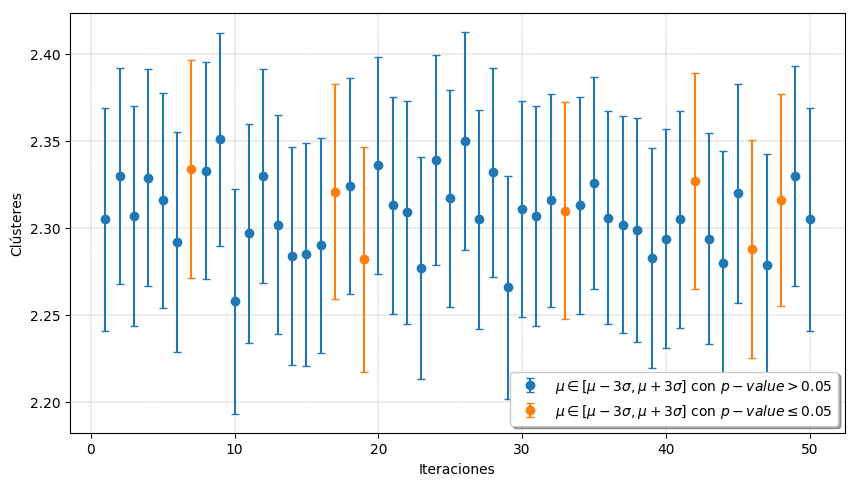 2.40
2.35
2.30
2.25
2.20
Clústeres
0
10
20
30
40
50
Iteraciones
μ ∈ [μ − 3σ, μ + 3σ] con p − value > 0.05
μ ∈ [μ − 3σ, μ + 3σ] con p − value ≤ 0.05